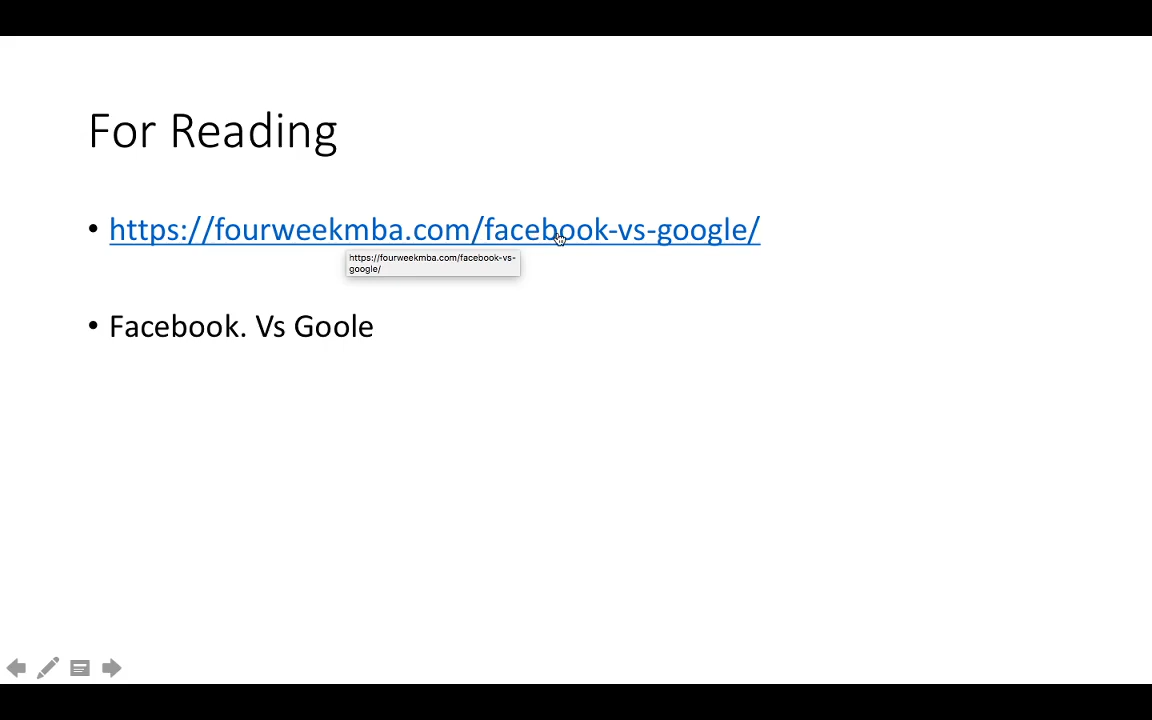 For Reading
• https://fourweekmba.com/facebook-vs-google/
https://fourweekmba.com/facebook-vs-
google/
• Facebook. Vs Goole